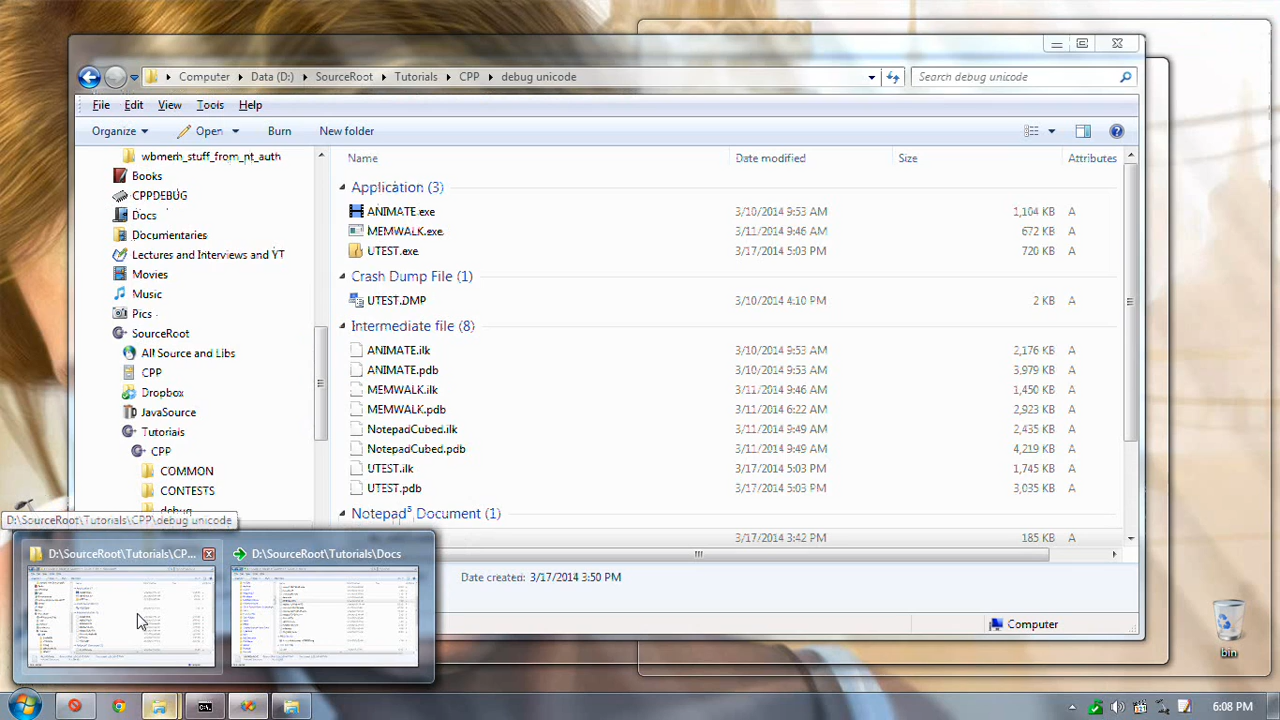 Computer ▸ Data (D:) ▸ SourceRoot ▸ Tutorials ▸ CPP ▸ debug unicode
Search debug unicode
File Edit View Tools Help
Organize Open Burn New folder
wbmerh_stuff_from_nt_auth
Books
CPPDEBUG
Docs
Documentaries
Lectures and Interviews and YT
Movies
Music
Pics
SourceRoot
All Source and Libs
CPP
Dropbox
JavaSource
Tutorials
CPP
COMMON
CONTESTS
debug
Name Date modified Size Attributes
Application (3)
ANIMATE.exe 3/10/2014 9:53 AM 1,104 KB A
MEMWALK.exe 3/11/2014 9:46 AM 672 KB A
UTEST.exe 3/17/2014 5:03 PM 720 KB A
Crash Dump File (1)
UTEST.DMP 3/10/2014 4:10 PM 2 KB A
Intermediate file (8)
ANIMATE.ilk 3/10/2014 9:53 AM 2,176 KB A
ANIMATE.pdb 3/10/2014 9:53 AM 3,979 KB A
MEMWALK.ilk 3/11/2014 3:46 AM 1,450 KB A
MEMWALK.pdb 3/11/2014 6:22 AM 2,923 KB A
NotepadCubed.ilk 3/11/2014 3:49 AM 2,435 KB A
NotepadCubed.pdb 3/11/2014 3:49 AM 4,219 KB A
UTEST.ilk 3/17/2014 5:03 PM 1,745 KB A
UTEST.pdb 3/17/2014 5:03 PM 3,035 KB A
Notepad³ Document (1)
3/17/2014 3:42 PM 185 KB A
D:\SourceRoot\Tutorials\CPP\debug unicode
D:\SourceRoot\Tutorials\CP...
D:\SourceRoot\Tutorials\Docs
3:50 PM
Computer
bin
6:08 PM